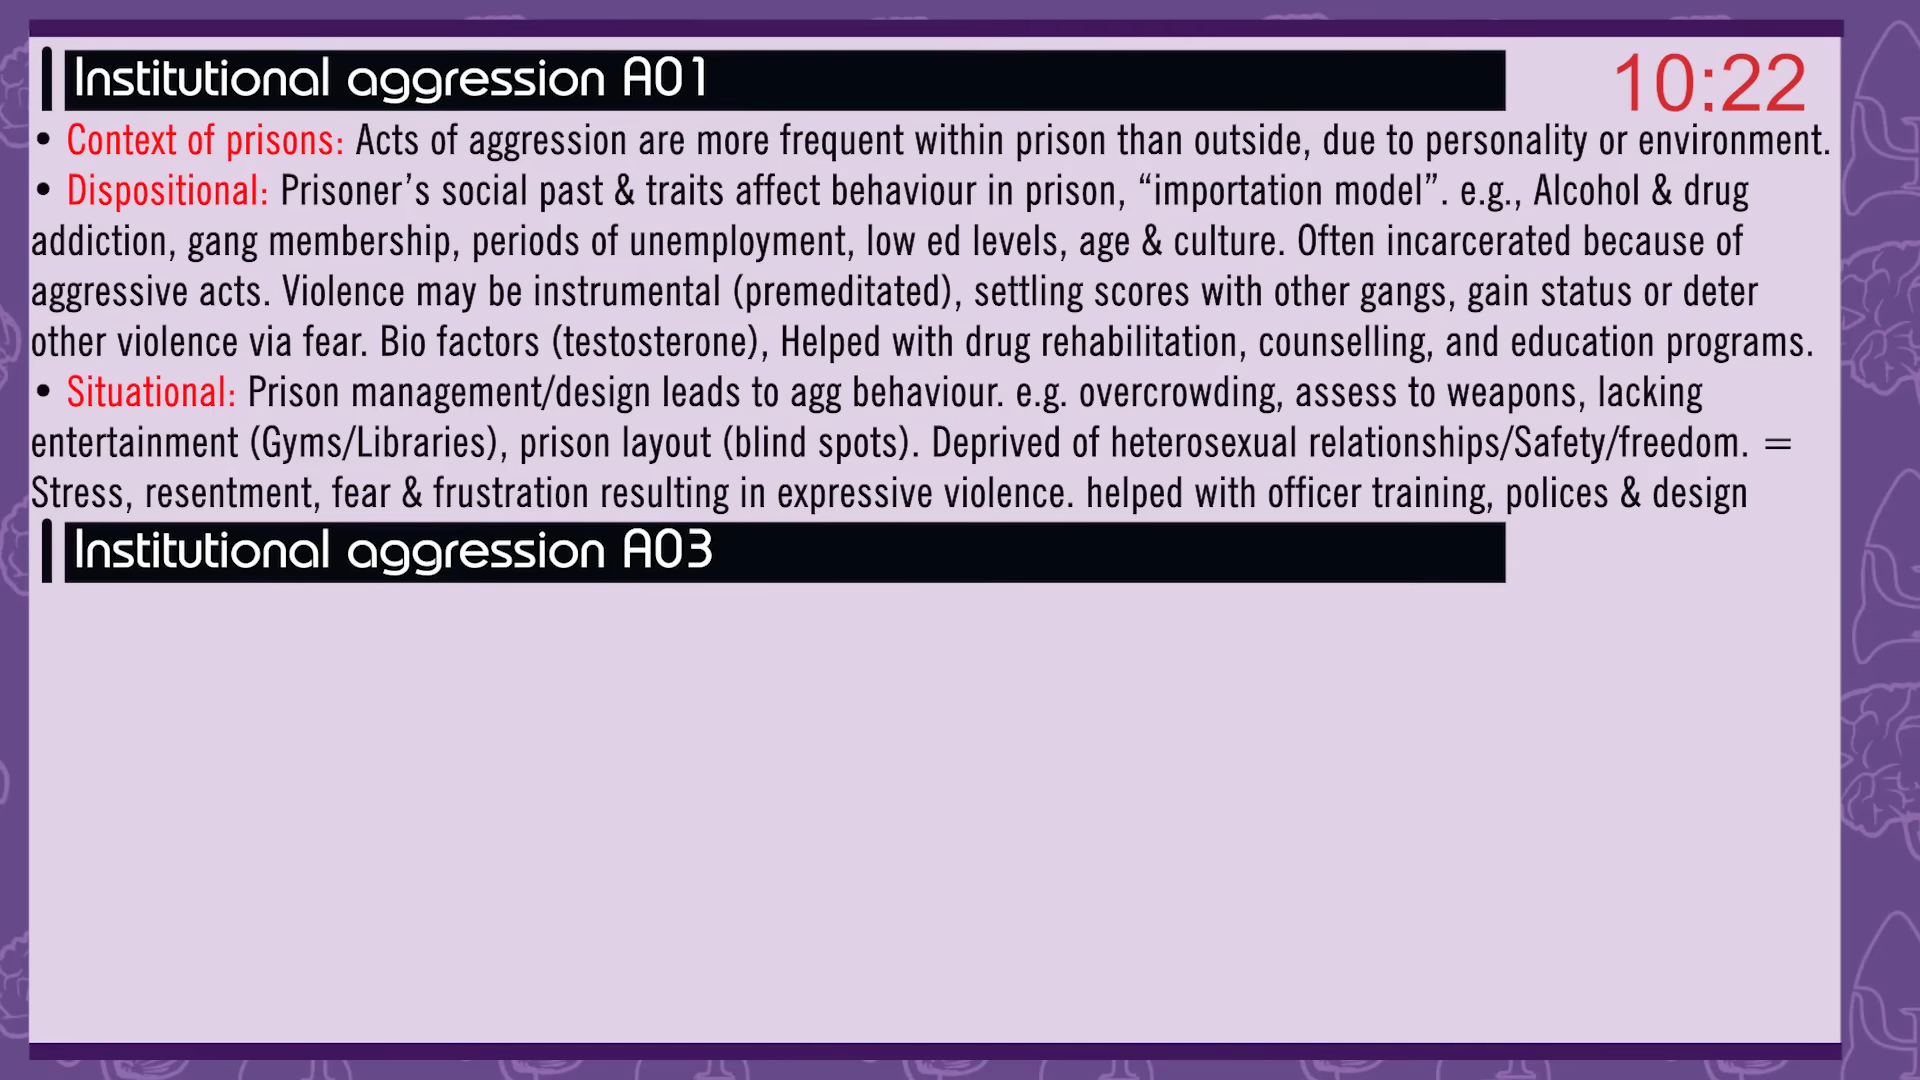 Institutional aggression A01
10:22
• Context of prisons: Acts of aggression are more frequent within prison than outside, due to personality or environment.
• Dispositional: Prisoner’s social past & traits affect behaviour in prison, “importation model”. e.g., Alcohol & drug
addiction, gang membership, periods of unemployment, low ed levels, age & culture. Often incarcerated because of
aggressive acts. Violence may be instrumental (premeditated), settling scores with other gangs, gain status or deter
other violence via fear. Bio factors (testosterone), Helped with drug rehabilitation, counselling, and education programs.
• Situational: Prison management/design leads to agg behaviour. e.g. overcrowding, assess to weapons, lacking
entertainment (Gyms/Libraries), prison layout (blind spots). Deprived of heterosexual relationships/Safety/freedom. =
Stress, resentment, fear & frustration resulting in expressive violence. helped with officer training, polices & design
Institutional aggression A03